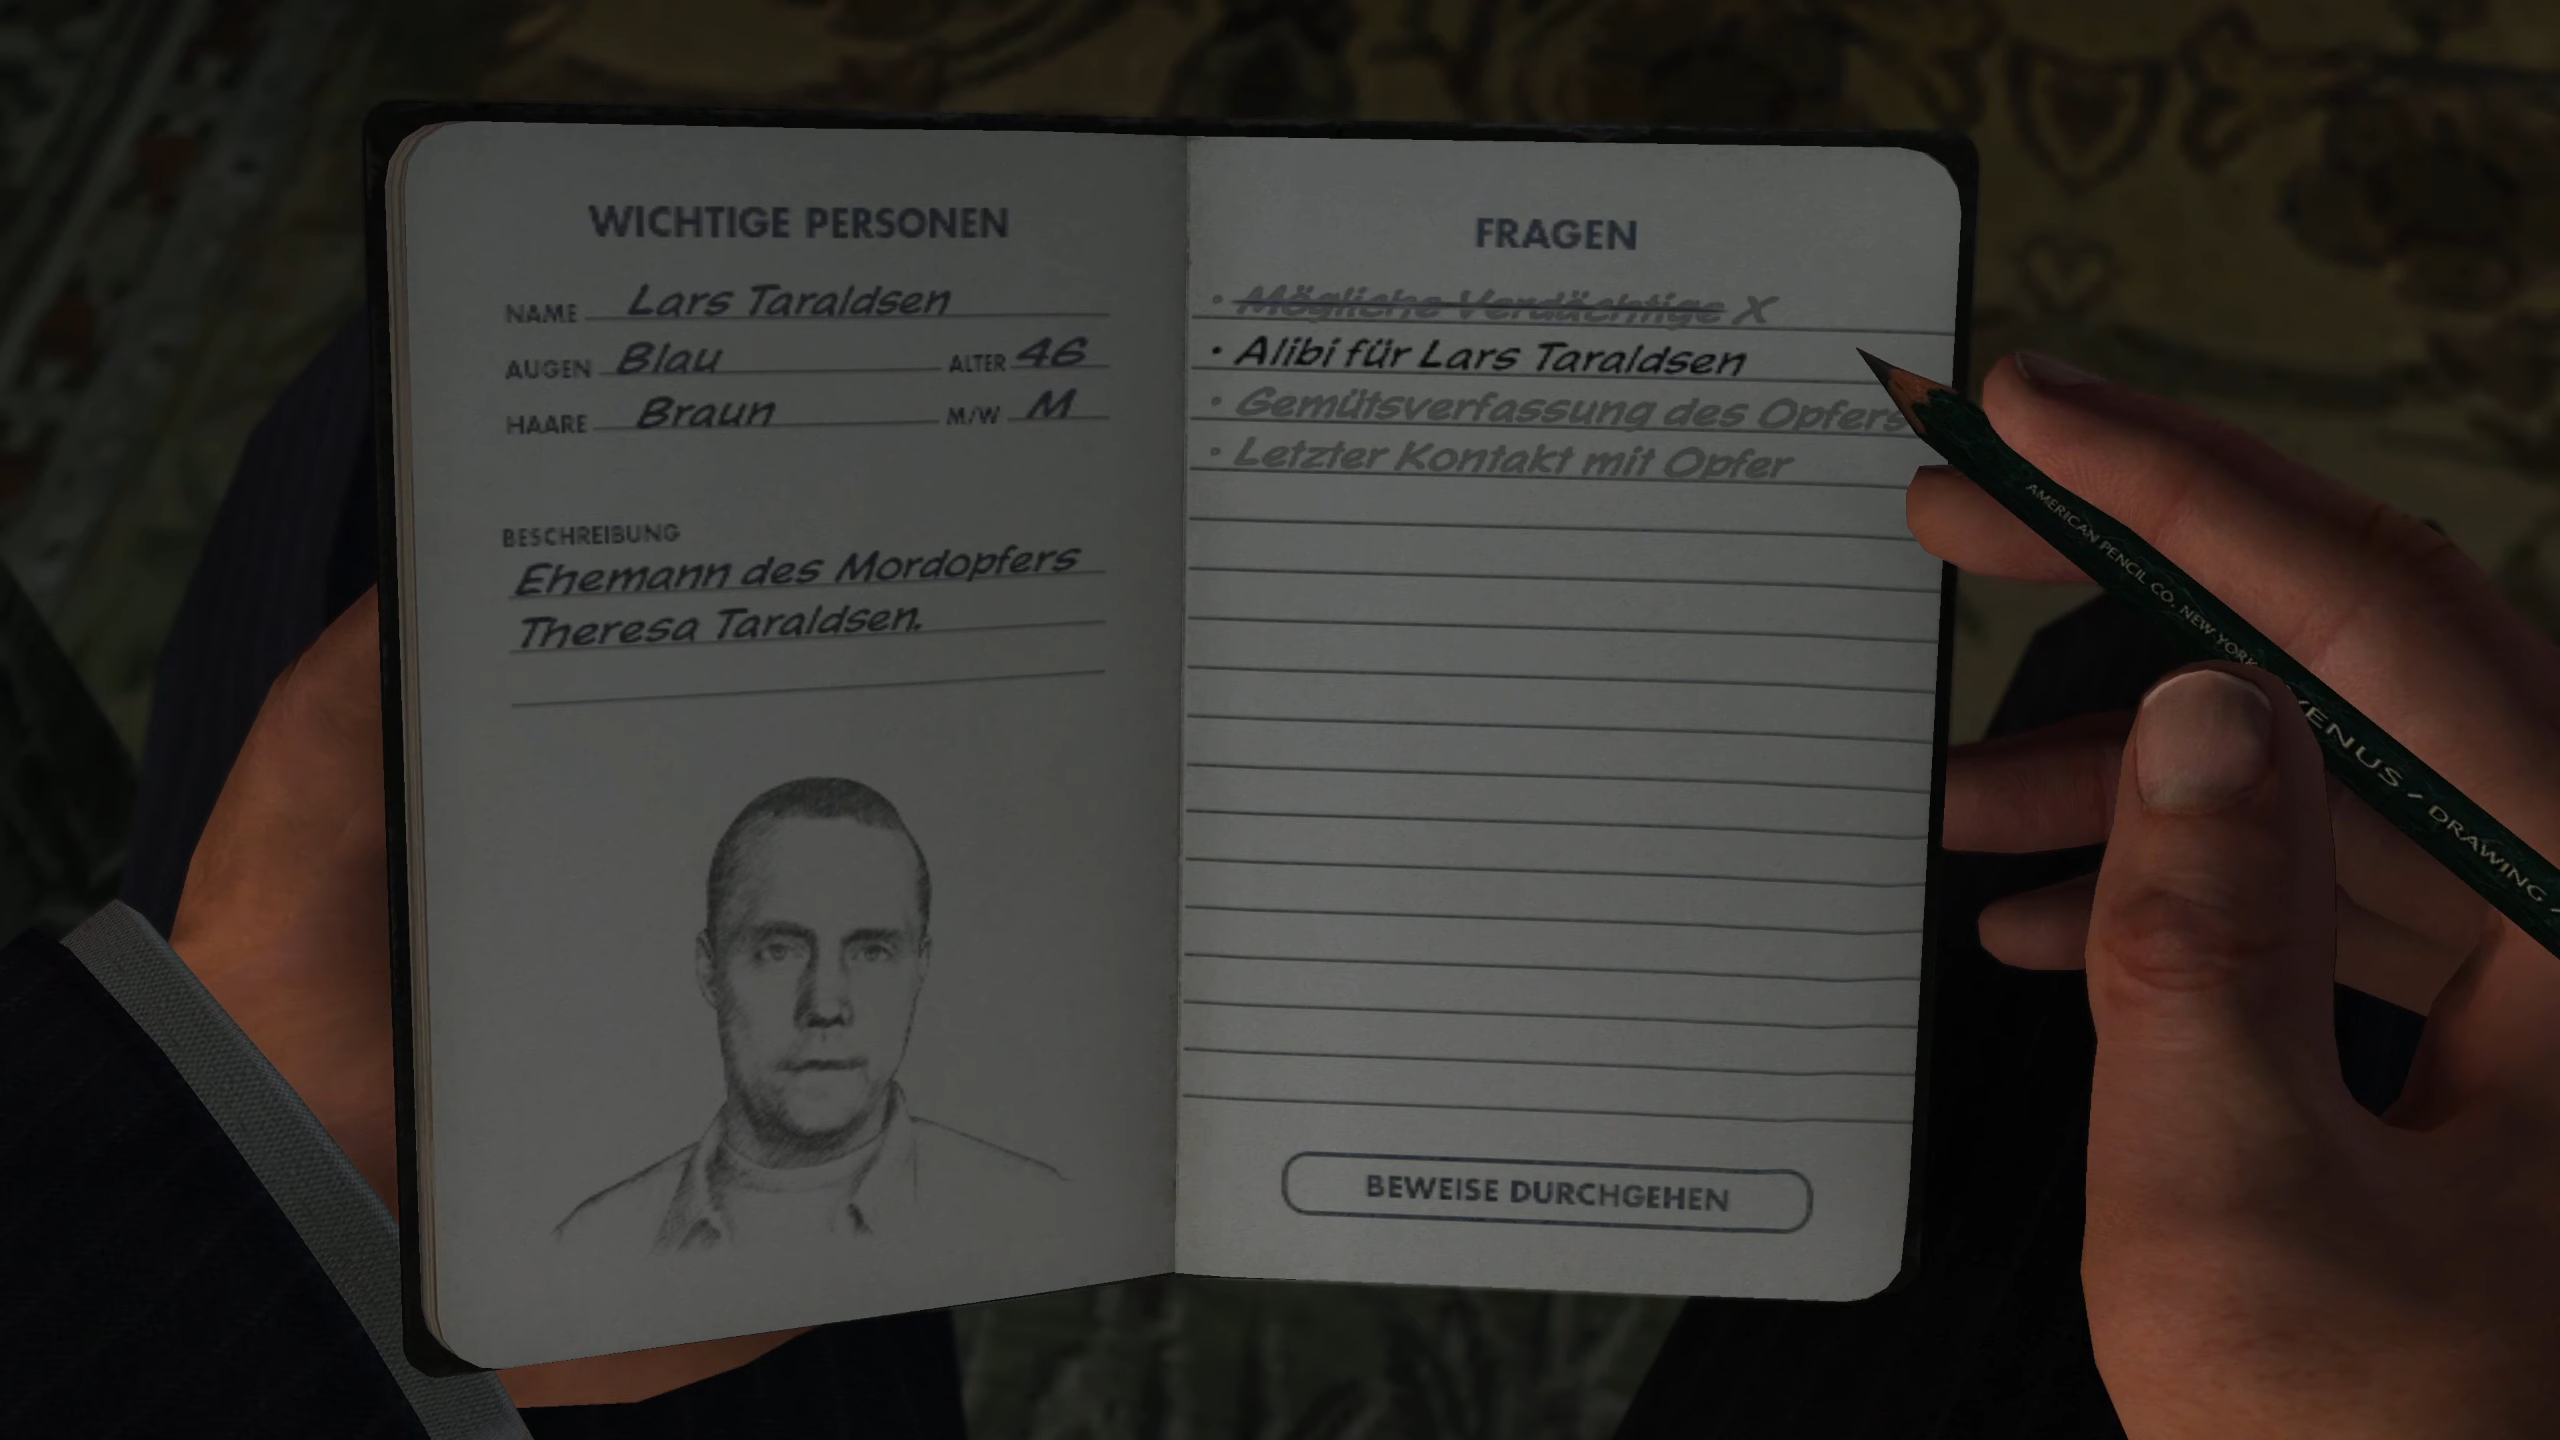 WICHTIGE PERSONEN
NAME Lars Taraldsen
AUGEN Blau ALTER 46
HAARE Braun M/W M
BESCHREIBUNG
Ehemann des Mordopfers
Theresa Taraldsen.
FRAGEN
• Mögliche Verdächtige X
• Alibi für Lars Taraldsen
• Gemütsverfassung des Opfers
• Letzter Kontakt mit Opfer
BEWEISE DURCHGEHEN
AMERICAN PENCIL CO. NEW YORK
VENUS / DRAWING